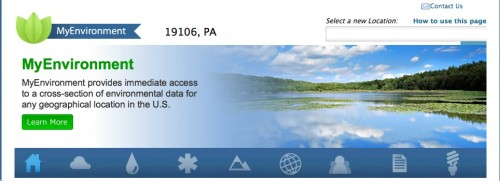 Contact Us
Select a new Location: How to use this page
MyEnvironment 19106, PA
MyEnvironment
MyEnvironment provides immediate access
to a cross-section of environmental data for
any geographical location in the U.S.
Learn More